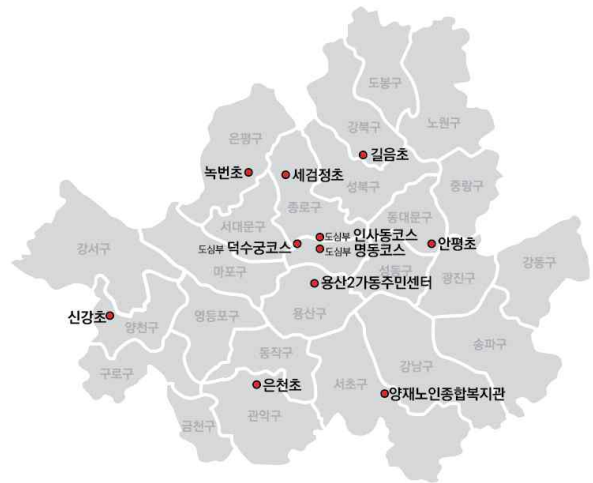 도봉구
강북구
노원구
은평구
길음초
녹번초
세검정초
성북구
중랑구
종로구
동대문구
서대문구
도심부 인사동코스
도심부 덕수궁코스
도심부 명동코스
안평초
강서구
마포구
성동구
광진구
강동구
용산2가동주민센터
신강초
양천구
영등포구
용산구
송파구
동작구
강남구
구로구
은천초
서초구
양재노인종합복지관
관악구
금천구